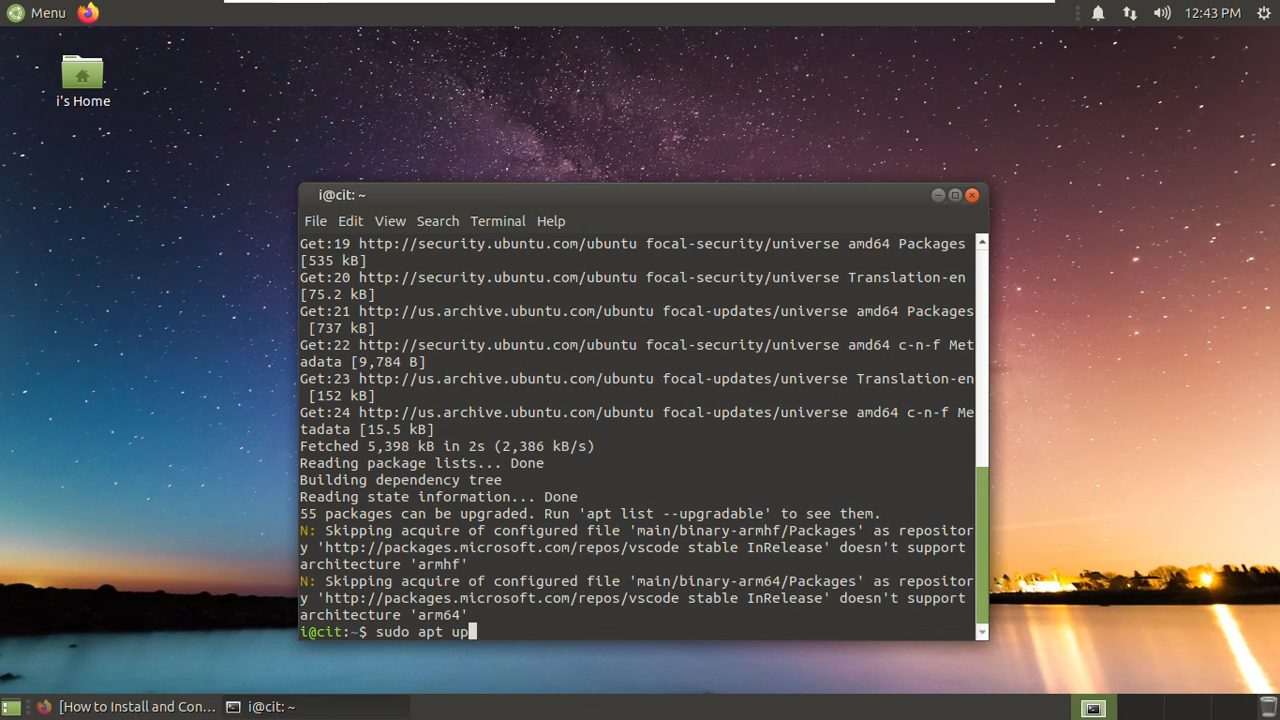 Menu
12:43 PM
i's Home
i@cit: ~
File Edit View Search Terminal Help
Get:19 http://security.ubuntu.com/ubuntu focal-security/universe amd64 Packages
[535 kB]
Get:20 http://security.ubuntu.com/ubuntu focal-security/universe Translation-en
[75.2 kB]
Get:21 http://us.archive.ubuntu.com/ubuntu focal-updates/universe amd64 Packages
[737 kB]
Get:22 http://security.ubuntu.com/ubuntu focal-security/universe amd64 c-n-f Met
adata [9,784 B]
Get:23 http://us.archive.ubuntu.com/ubuntu focal-updates/universe Translation-en
[152 kB]
Get:24 http://us.archive.ubuntu.com/ubuntu focal-updates/universe amd64 c-n-f Me
tadata [15.5 kB]
Fetched 5,398 kB in 2s (2,386 kB/s)
Reading package lists... Done
Building dependency tree
Reading state information... Done
55 packages can be upgraded. Run 'apt list --upgradable' to see them.
N: Skipping acquire of configured file 'main/binary-armhf/Packages' as repositor
y 'http://packages.microsoft.com/repos/vscode stable InRelease' doesn't support
architecture 'armhf'
N: Skipping acquire of configured file 'main/binary-arm64/Packages' as repositor
y 'http://packages.microsoft.com/repos/vscode stable InRelease' doesn't support
architecture 'arm64'
i@cit:~$ sudo apt up
[How to Install and Con... i@cit: ~